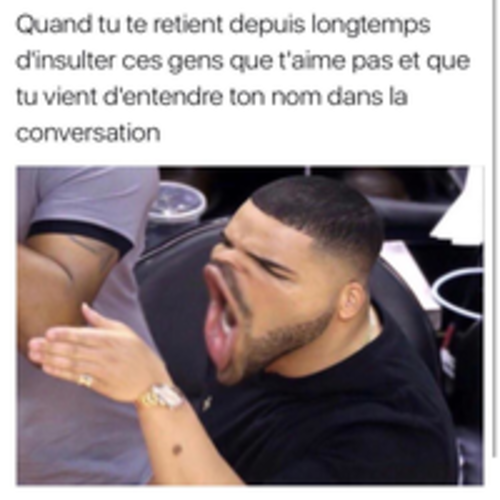 Quand tu te retient depuis longtemps
d'insulter ces gens que t'aime pas et que
tu vient d'entendre ton nom dans la
conversation